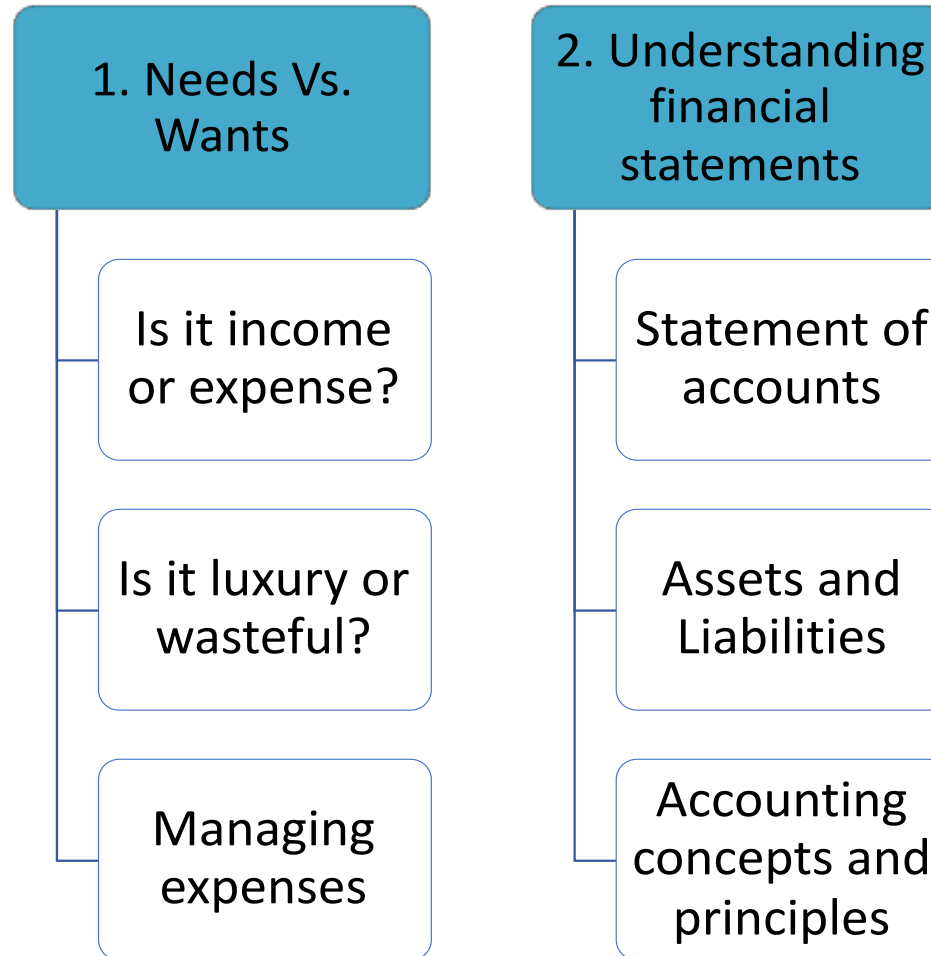 1. Needs Vs.
Wants
Is it income
or expense?
Is it luxury or
wasteful?
Managing
expenses
2. Understanding
financial
statements
Statement of
accounts
Assets and
Liabilities
Accounting
concepts and
principles